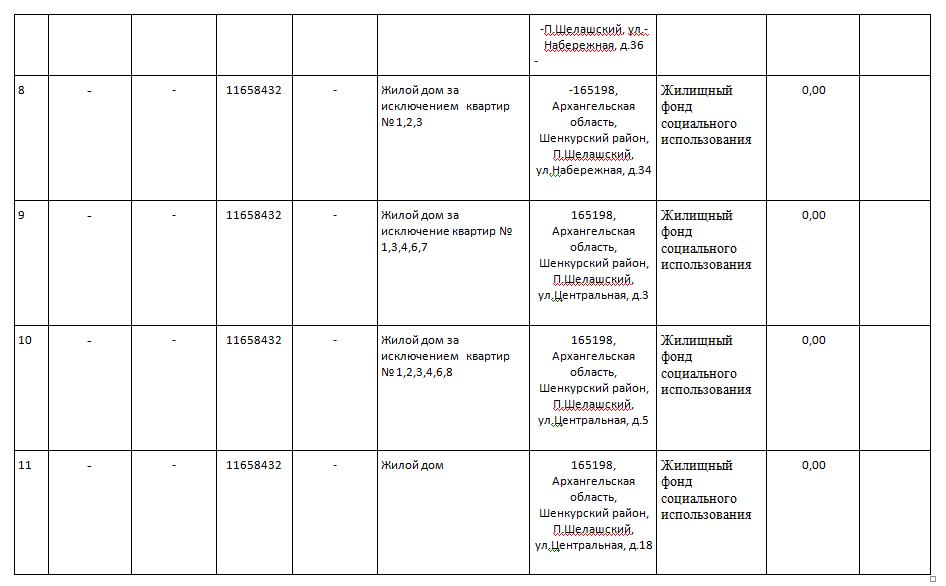 -П.Шелашский, ул.-
Набережная, д.36
-
8 - - 11658432 - Жилой дом за -165198, Жилищный 0,00
исключением квартир Архангельская фонд
№1,2,3 область, социального
Шенкурский район, использования
П.Шелашский,
ул.Набережная, д.34
9 - - 11658432 - Жилой дом за 165198, Жилищный 0,00
исключение квартир № Архангельская фонд
1,3,4,6,7 область, социального
Шенкурский район, использования
П.Шелашский,
ул.Центральная, д.3
10 - - 11658432 - Жилой дом за 165198, Жилищный 0,00
исключением квартир Архангельская фонд
№1,2,3,4,6,8 область, социального
Шенкурский район, использования
П.Шелашский,
ул.Центральная, д.5
11 - - 11658432 - Жилой дом 165198, Жилищный 0,00
Архангельская фонд
область, социального
Шенкурский район, использования
П.Шелашский,
ул.Центральная, д.18